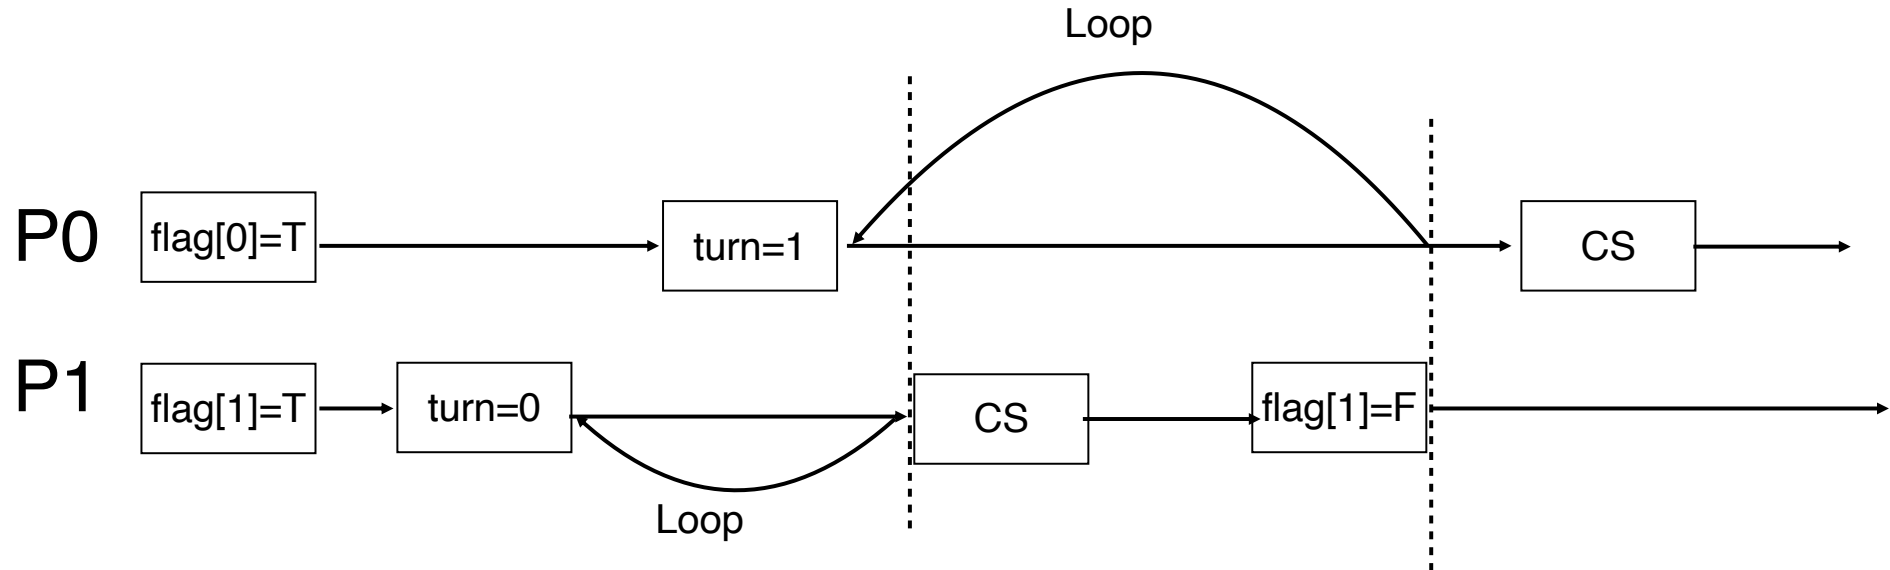 Loop
P0
flag[0]=T
turn=1
CS
P1
flag[1]=T
turn=0
CS
flag[1]=F
Loop